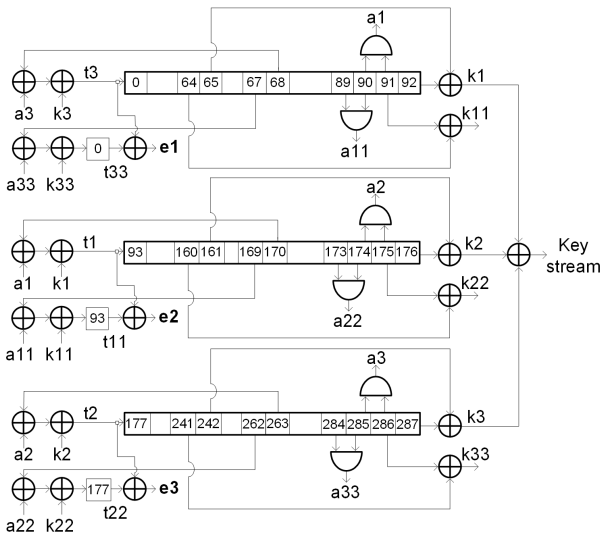 a1
t3
0 64 65 67 68 89 90 91 92
k1
a3 k3
k11
0
e1
a11
a33 k33
t33
a2
t1
93 160 161 169 170 173 174 175 176
k2
Key
stream
a1 k1
k22
93
e2
a11 k11
t11
a22
a3
t2
177 241 242 262 263 284 285 286 287
k3
a2 k2
k33
177
e3
a33
a22 k22
t22